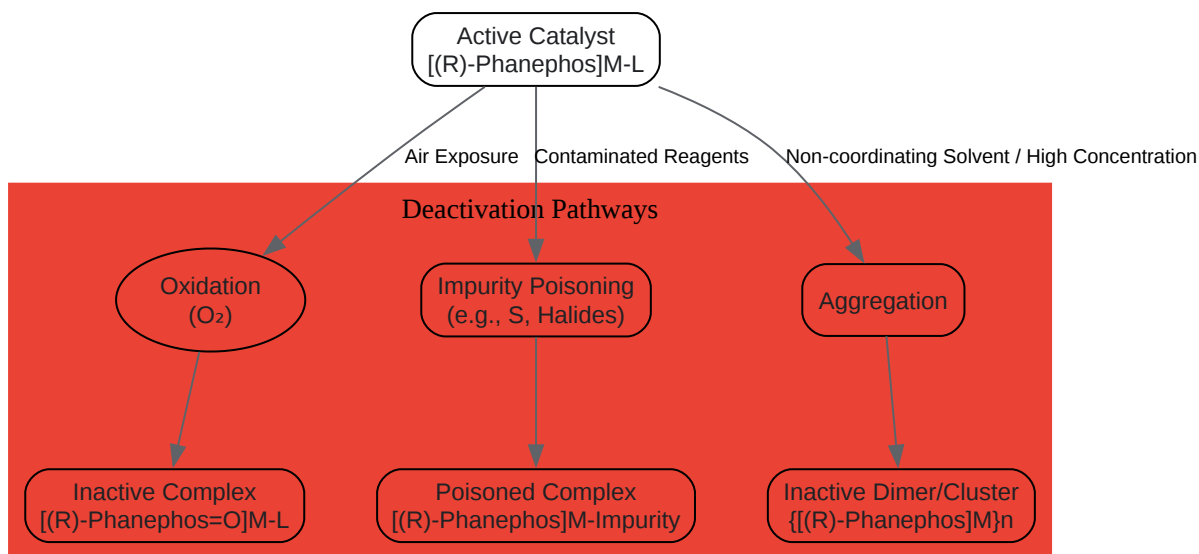 Active Catalyst
[(R)-Phanephos]M-L
Air Exposure
Contaminated Reagents
Non-coordinating Solvent / High Concentration
Deactivation Pathways
Oxidation
(O₂)
Impurity Poisoning
(e.g., S, Halides)
Aggregation
Inactive Complex
[(R)-Phanephos=O]M-L
Poisoned Complex
[(R)-Phanephos]M-Impurity
Inactive Dimer/Cluster
{[(R)-Phanephos]M}n